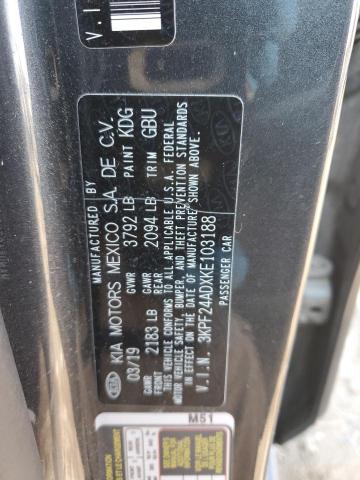 MANUFACTURED BY
KIA MOTORS MEXICO S.A. DE C.V.
03/19 GVWR 3792 LB PAINT KDG
GAWR FRONT 2183 LB GAWR REAR 2094 LB TRIM GBU
THIS VEHICLE CONFORMS TO ALL APPLICABLE U.S.A. FEDERAL
MOTOR VEHICLE SAFETY, BUMPER, AND THEFT PREVENTION STANDARDS
IN EFFECT ON THE DATE OF MANUFACTURE SHOWN ABOVE.
V.I.N. 3KPF24ADXKE103188
PASSENGER CAR
KIA
V.I
M51